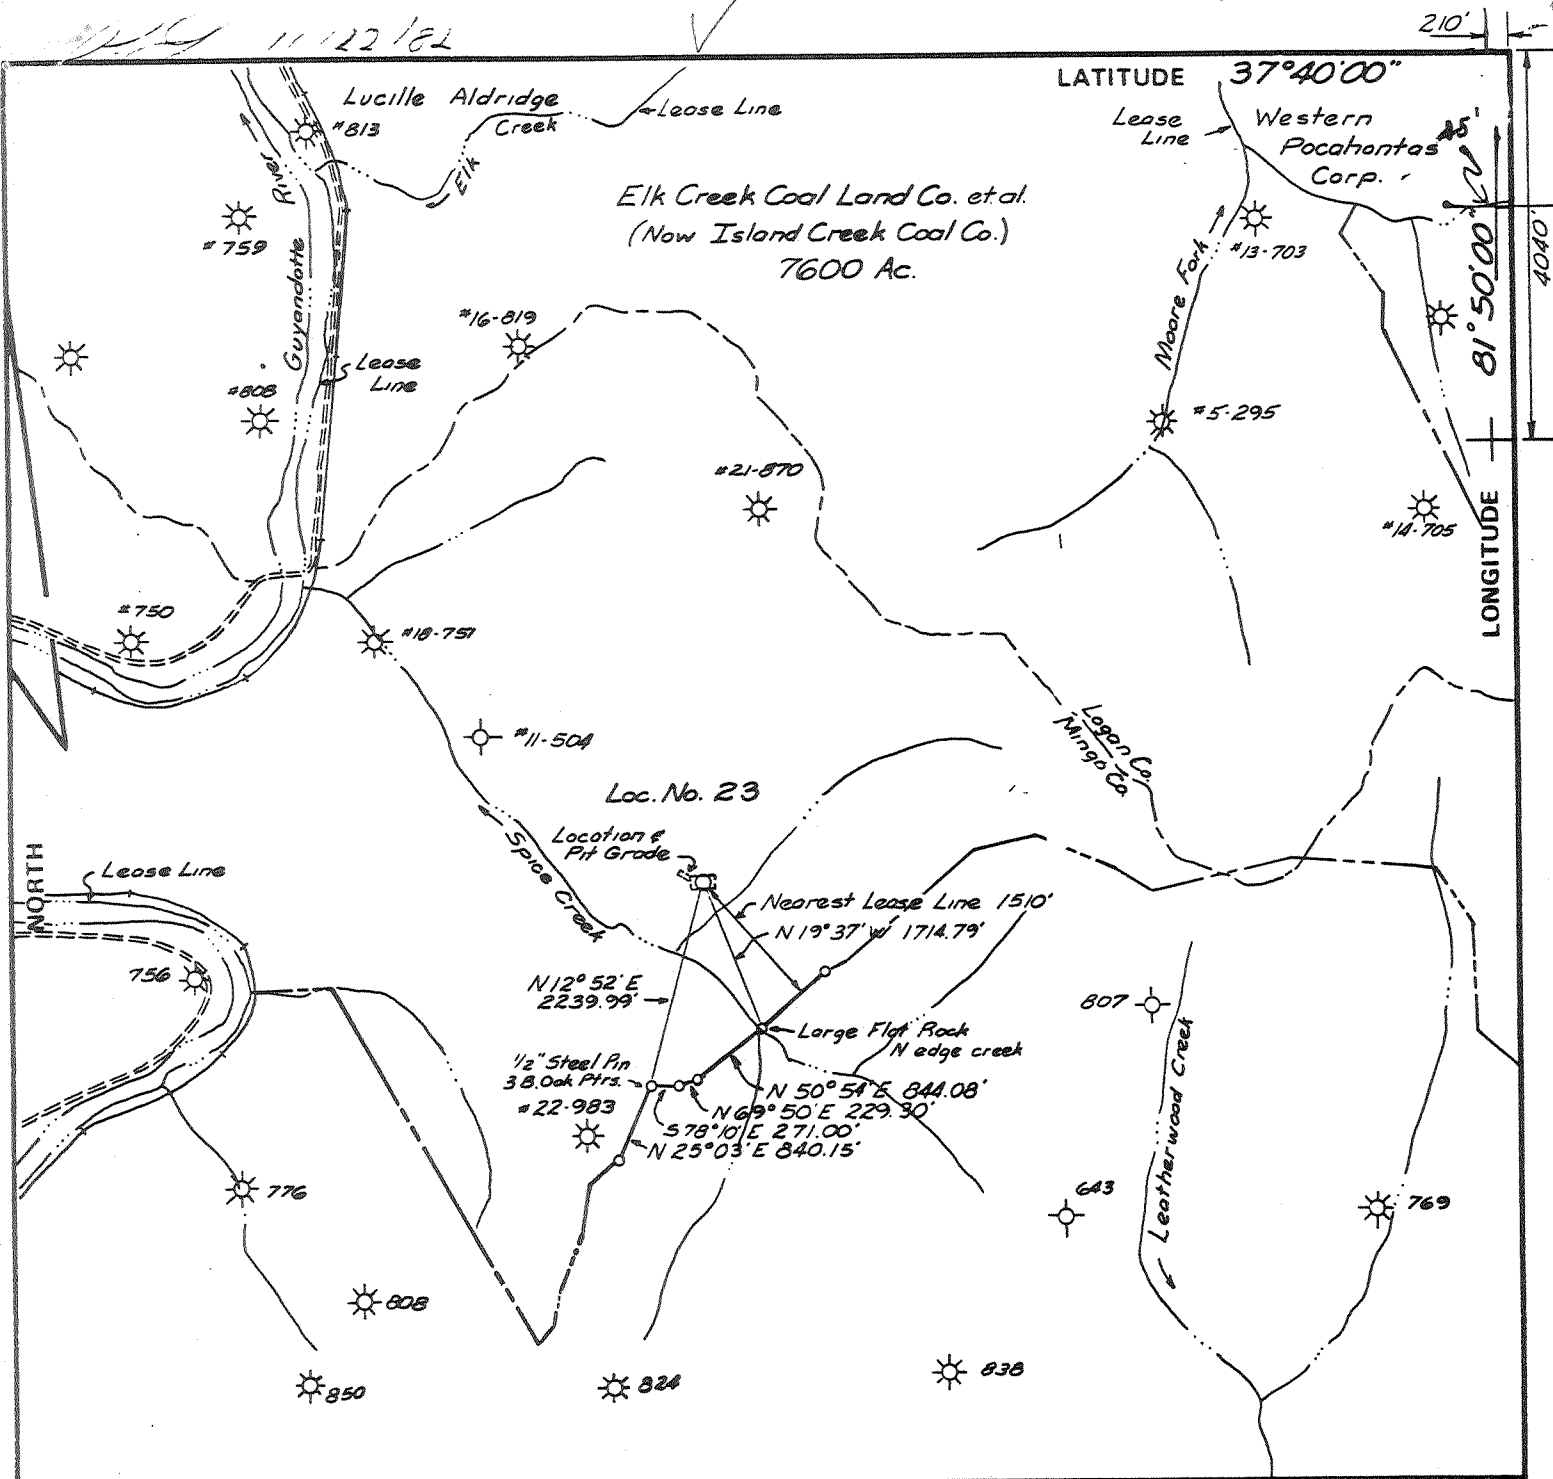 11/22/82
210'
LATITUDE 37°40'00"
Lucille Aldridge
Creek
Lease Line
#813
Lease
Line
Western
Pocahontas
Corp.
Elk
River
Elk Creek Coal Land Co. et al.
(Now Island Creek Coal Co.)
7600 Ac.
#759
Guyandotte
Moore Fork
#13-703
4040'
81° 50' 00"
LONGITUDE
#16-819
Lease
Line
#808
#5-295
#21-870
#14-705
#750
#18-757
#11-504
Logan Co.
Mingo Co.
Loc. No. 23
Location &
Pit Grade
Spice Creek
NORTH
Lease Line
Nearest Lease Line 1510'
N 19° 37' W 1714.79'
756
N 12° 52' E
2239.99'
807
Large Flat Rock
N edge creek
1/2" Steel Pin
3 B.Oak Ptrs.
#22-983
N 50° 54' E 844.08'
N 69° 50' E 229.30'
S 78° 10' E 271.00'
N 25° 03' E 840.15'
Leatherwood Creek
776
643
769
808
850
824
838